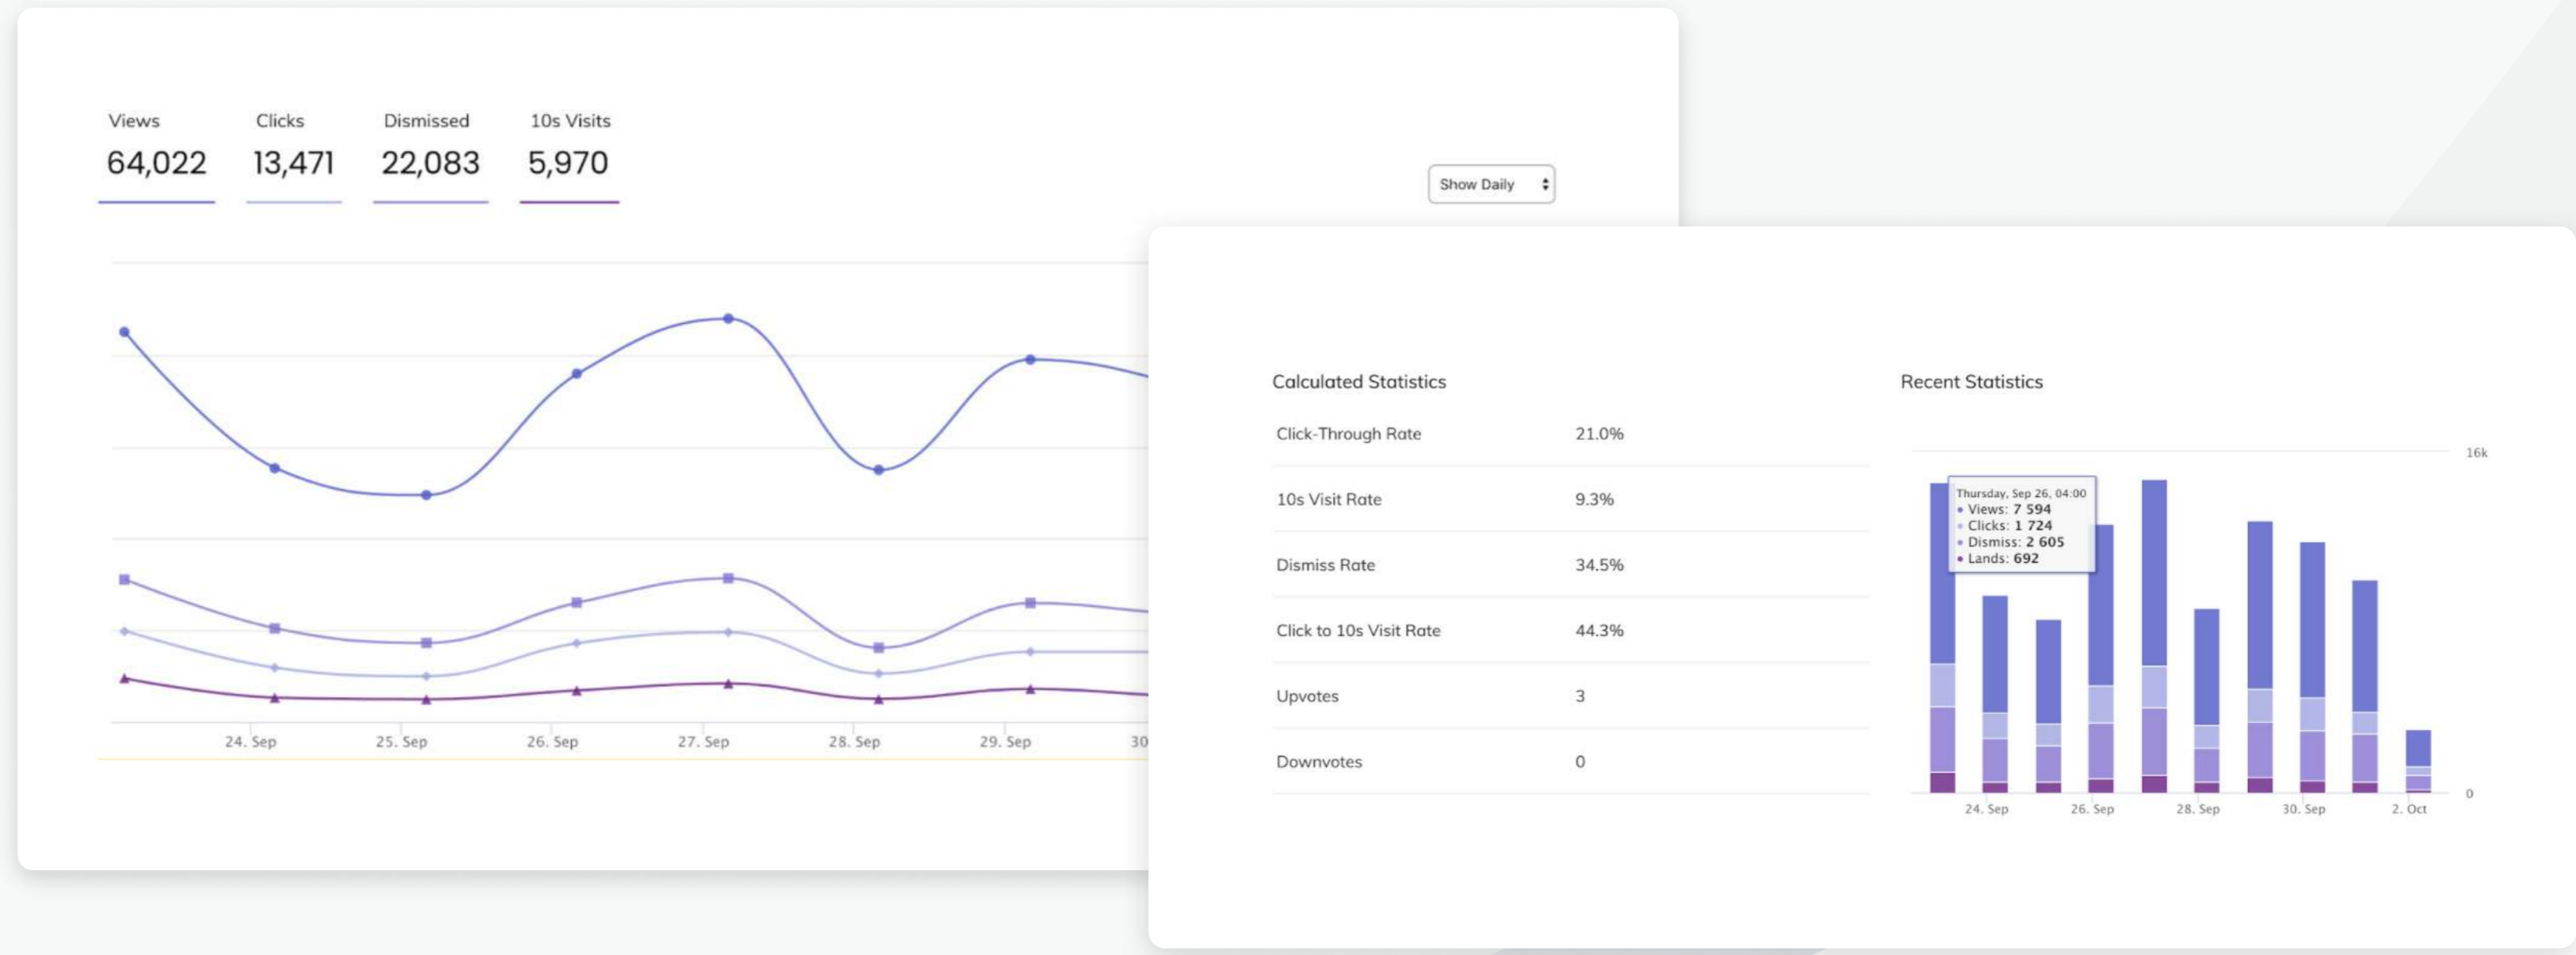 Views Clicks Dismissed 10s Visits
64,022 13,471 22,083 5,970
Show Daily
24. Sep 25. Sep 26. Sep 27. Sep 28. Sep 29. Sep 30
Calculated Statistics
Click-Through Rate 21.0%
10s Visit Rate 9.3%
Dismiss Rate 34.5%
Click to 10s Visit Rate 44.3%
Upvotes 3
Downvotes 0
Recent Statistics
16k
Thursday, Sep 26, 04:00
• Views: 7 594
• Clicks: 1 724
• Dismiss: 2 605
• Lands: 692
0
24. Sep 26. Sep 28. Sep 30. Sep 2. Oct